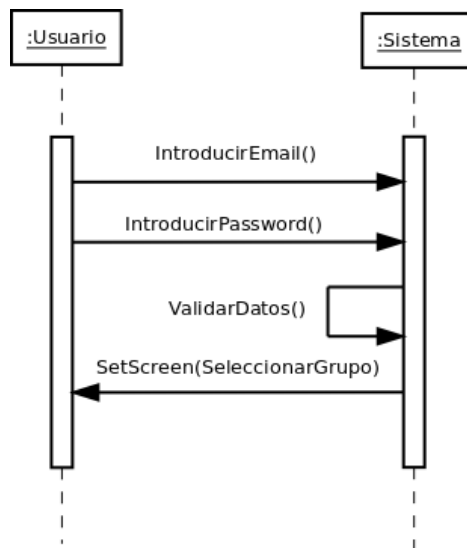 :Usuario
:Sistema
IntroducirEmail()
IntroducirPassword()
ValidarDatos()
SetScreen(SeleccionarGrupo)